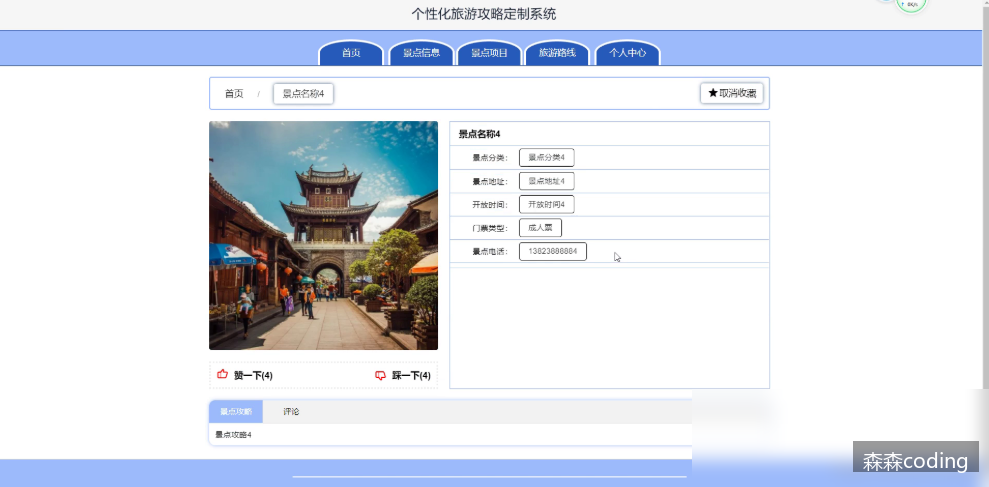 个性化旅游攻略定制系统
首页 景点信息 景点项目 旅游路线 个人中心
首页 / 景点名称4 ★取消收藏
景点名称4
景点分类: 景点分类4
景点地址: 景点地址4
开放时间: 开放时间4
门票类型: 成人票
景点电话: 13823888884
赞一下(4) 踩一下(4)
景点攻略 评论
景点攻略4
森森coding